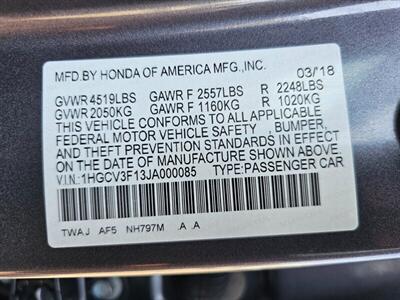 MFD.BY HONDA OF AMERICA MFG.,INC. 03/'18
GVWR 4519LBS GAWR F 2557LBS R 2248LBS
GVWR 2050KG GAWR F 1160KG R 1020KG
THIS VEHICLE CONFORMS TO ALL APPLICABLE
FEDERAL MOTOR VEHICLE SAFETY , BUMPER,
AND THEFT PREVENTION STANDARDS IN EFFECT
ON THE DATE OF MANUFACTURE SHOWN ABOVE.
V.I.N.:1HGCV3F13JA000085 TYPE:PASSENGER CAR
TWA J AF5 NH797M .A .A